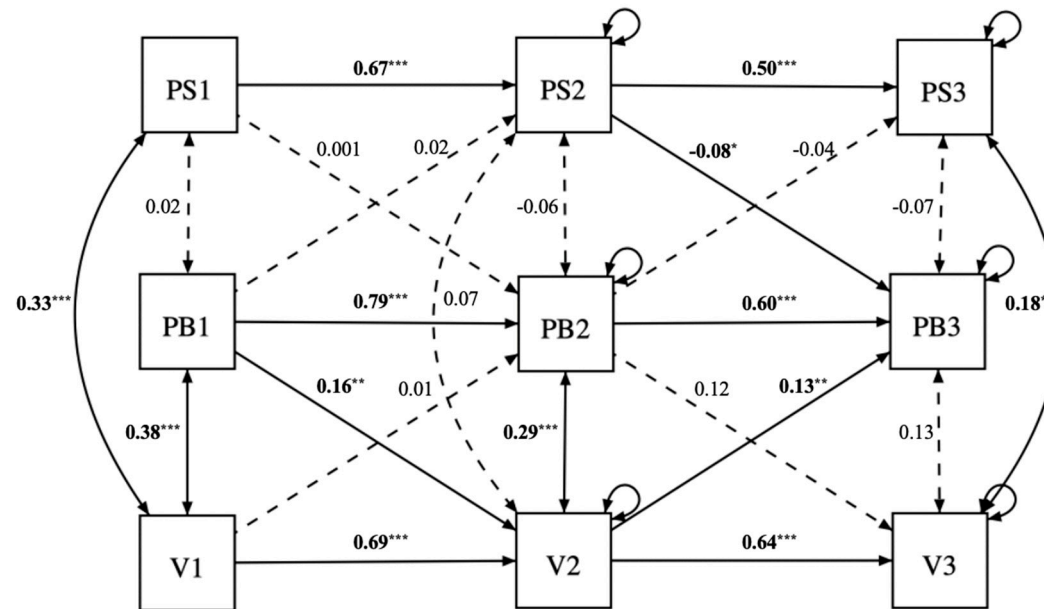 PS1
0.67***
PS2
0.50***
PS3
0.001
0.02
-0.08*
-0.04
0.02
-0.06
-0.07
0.33***
PB1
0.79***
0.07
PB2
0.60***
PB3
0.18*
0.38***
0.16**
0.01
0.29***
0.12
0.13**
0.13
V1
0.69***
V2
0.64***
V3